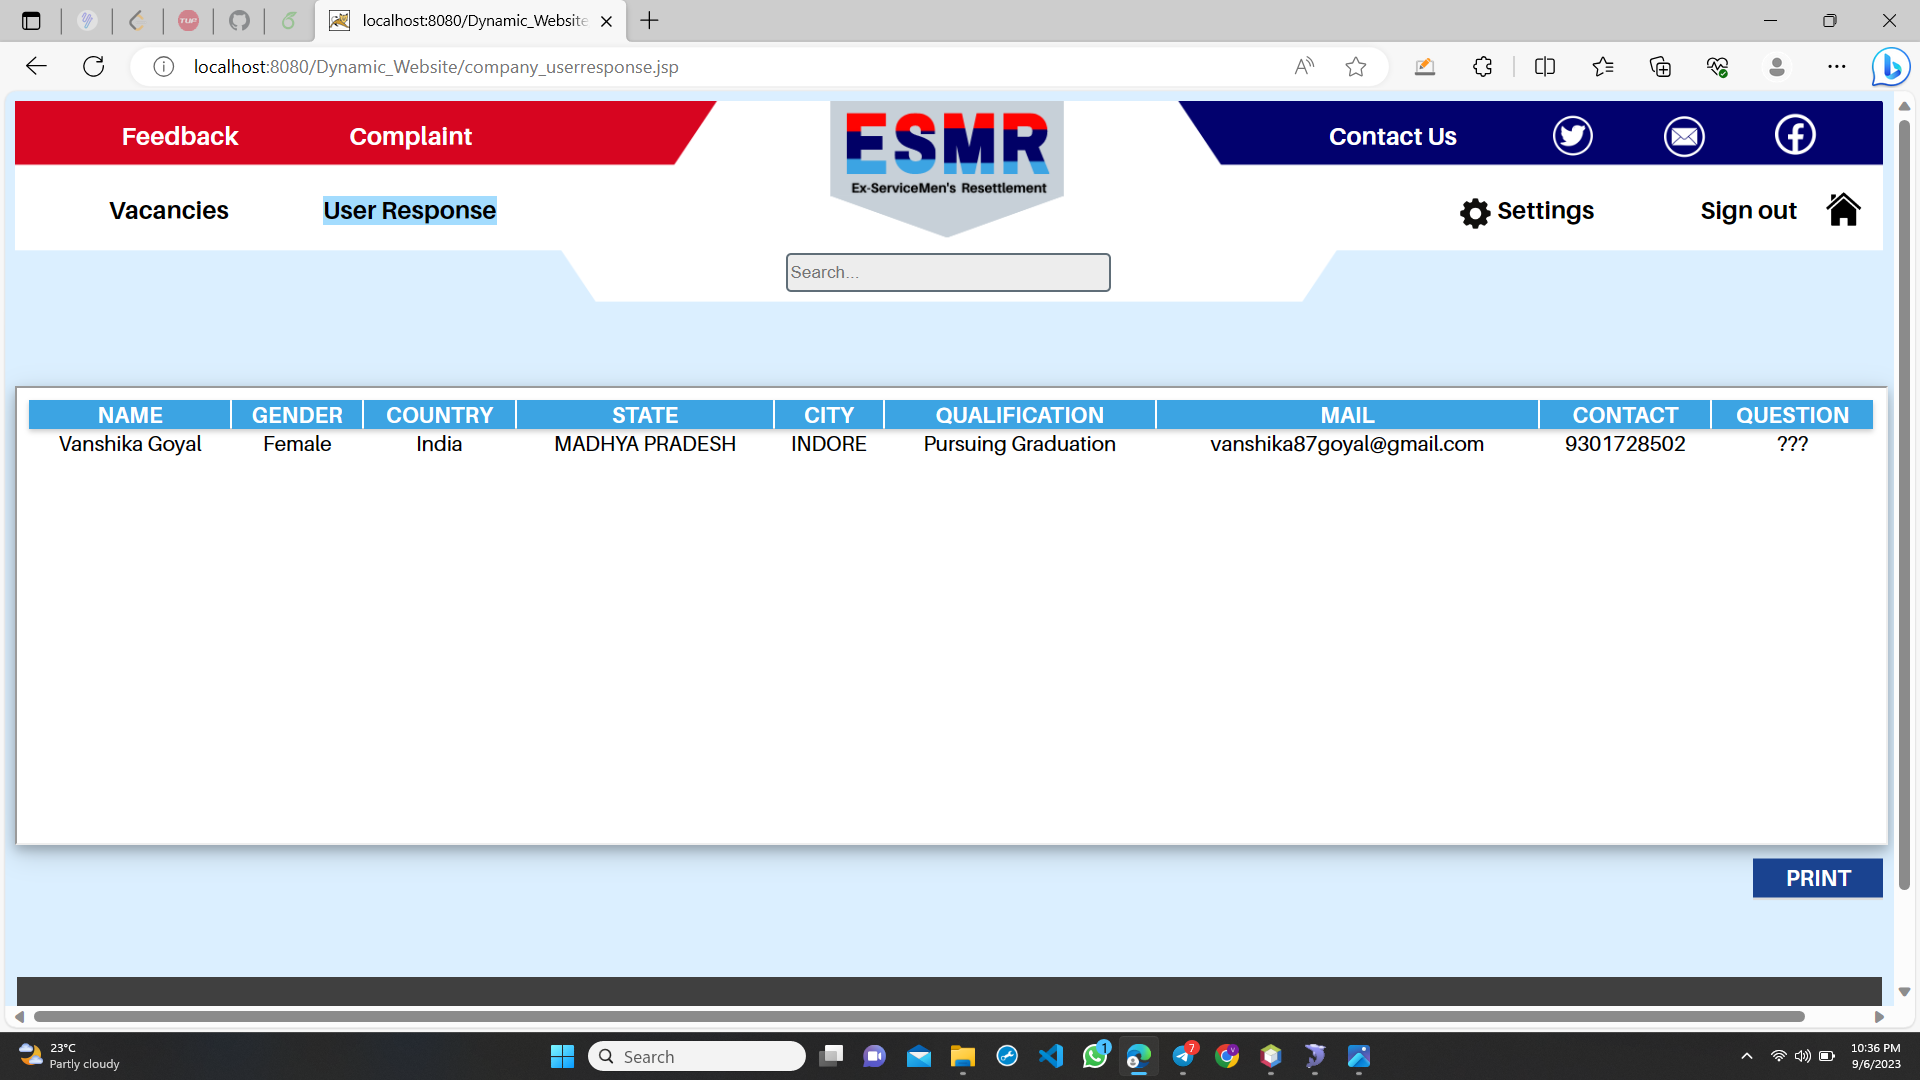 localhost:8080/Dynamic_Website
localhost:8080/Dynamic_Website/company_userresponse.jsp
Feedback Complaint
ESMR
Ex-ServiceMen's Resettlement
Contact Us
Vacancies User Response
Settings Sign out
Search...
NAME GENDER COUNTRY STATE CITY QUALIFICATION MAIL CONTACT QUESTION
Vanshika Goyal Female India MADHYA PRADESH INDORE Pursuing Graduation vanshika87goyal@gmail.com 9301728502 ???
PRINT
23°C
Partly cloudy
Search
1
7
10:36 PM
9/6/2023